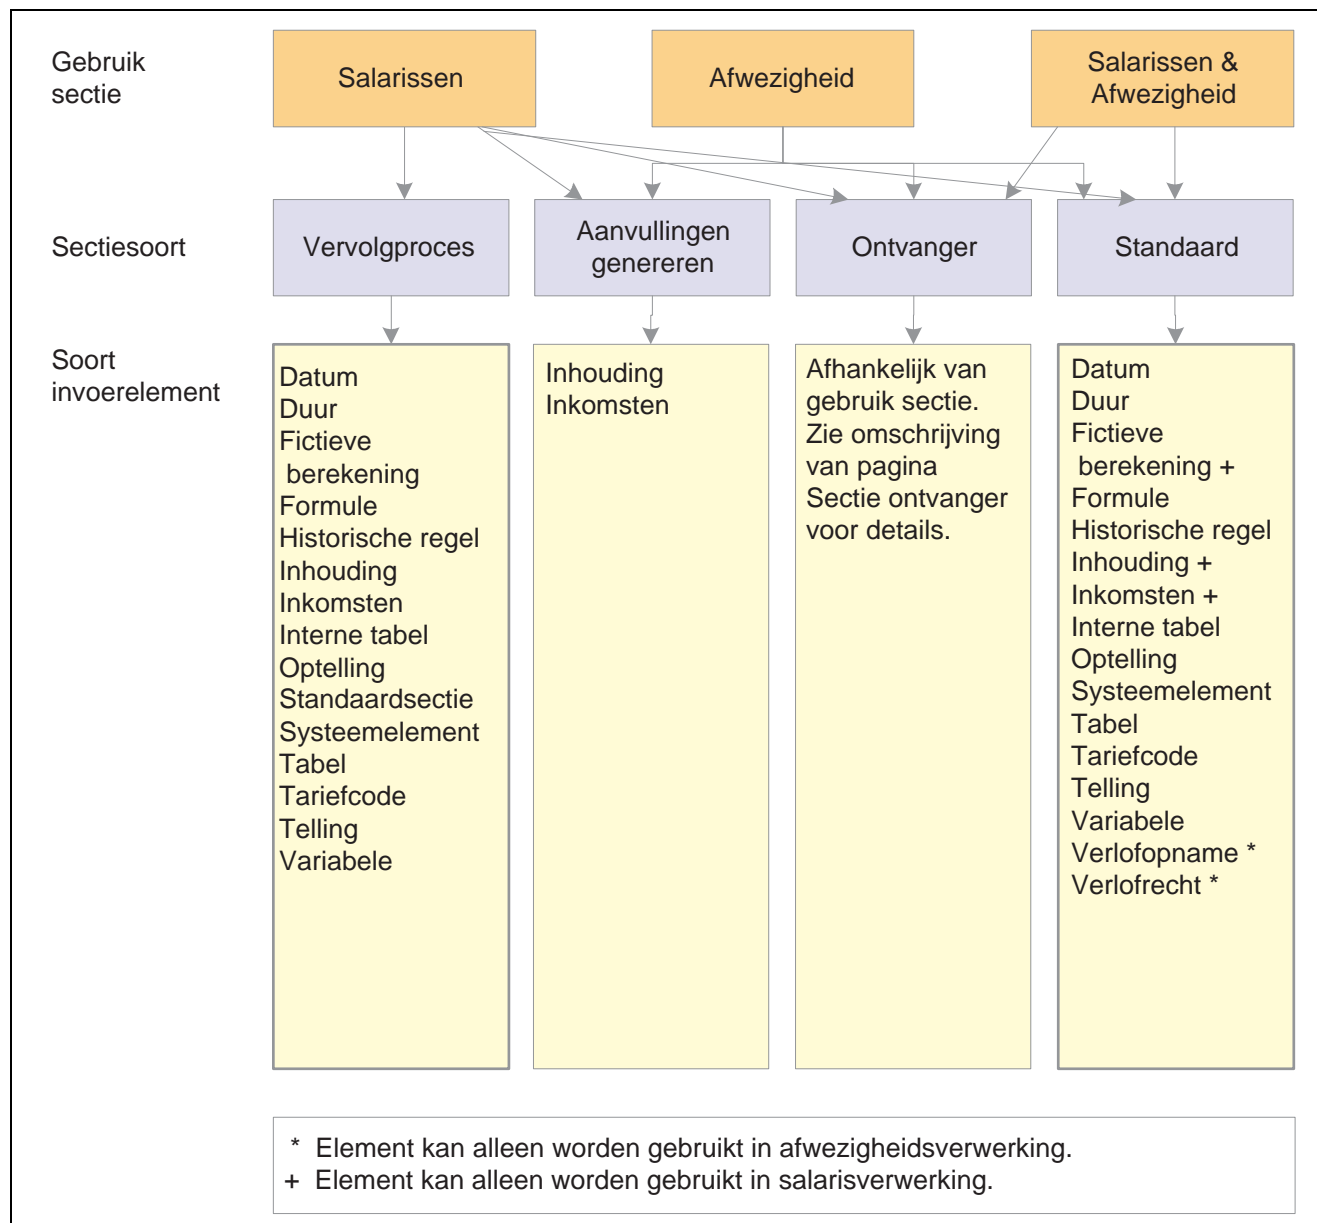 Gebruik
sectie
Salarissen
Afwezigheid
Salarissen &
Afwezigheid
Sectiesoort
Vervolgproces
Aanvullingen
genereren
Ontvanger
Standaard
Soort
invoerelement
Datum
Duur
Fictieve
berekening
Formule
Historische regel
Inhouding
Inkomsten
Interne tabel
Optelling
Standaardsectie
Systeemelement
Tabel
Tariefcode
Telling
Variabele
Inhouding
Inkomsten
Afhankelijk van
gebruik sectie.
Zie omschrijving
van pagina
Sectie ontvanger
voor details.
Datum
Duur
Fictieve
berekening +
Formule
Historische regel
Inhouding +
Inkomsten +
Interne tabel
Optelling
Systeemelement
Tabel
Tariefcode
Telling
Variabele
Verlofopname *
Verlofrecht *
* Element kan alleen worden gebruikt in afwezigheidsverwerking.
+ Element kan alleen worden gebruikt in salarisverwerking.